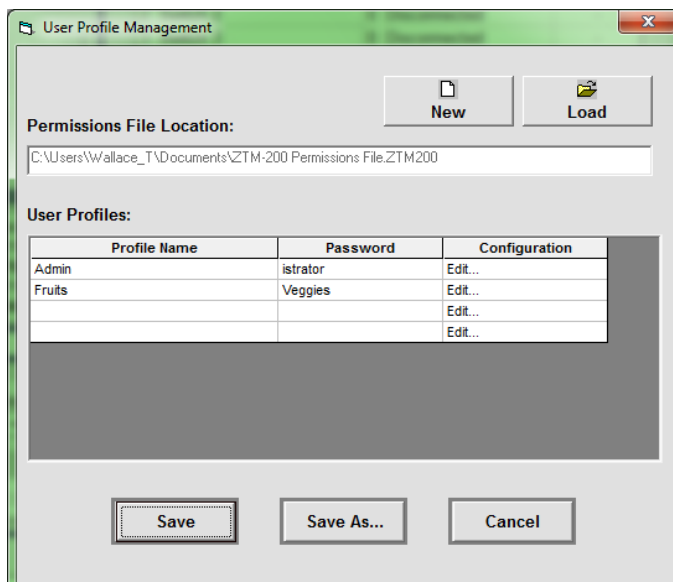 User Profile Management
New Load
Permissions File Location:
C:\Users\Wallace_T\Documents\ZTM-200 Permissions File.ZTM200
User Profiles:
Profile Name Password Configuration
Admin istrator Edit...
Fruits Veggies Edit...
Edit...
Edit...
Save Save As... Cancel